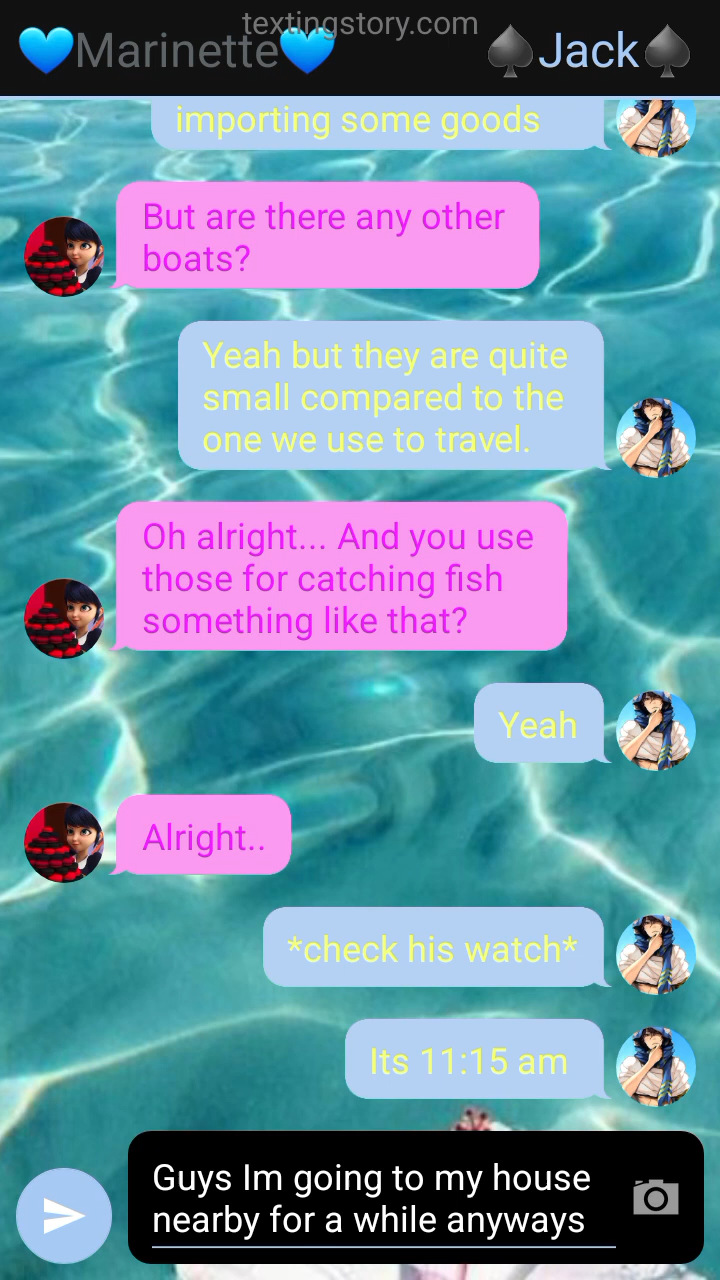 textingstory.com
💙Marinette💙 ♠Jack♠
importing some goods
But are there any other
boats?
Yeah but they are quite
small compared to the
one we use to travel.
Oh alright... And you use
those for catching fish
something like that?
Yeah
Alright..
*check his watch*
Its 11:15 am
Guys Im going to my house
nearby for a while anyways